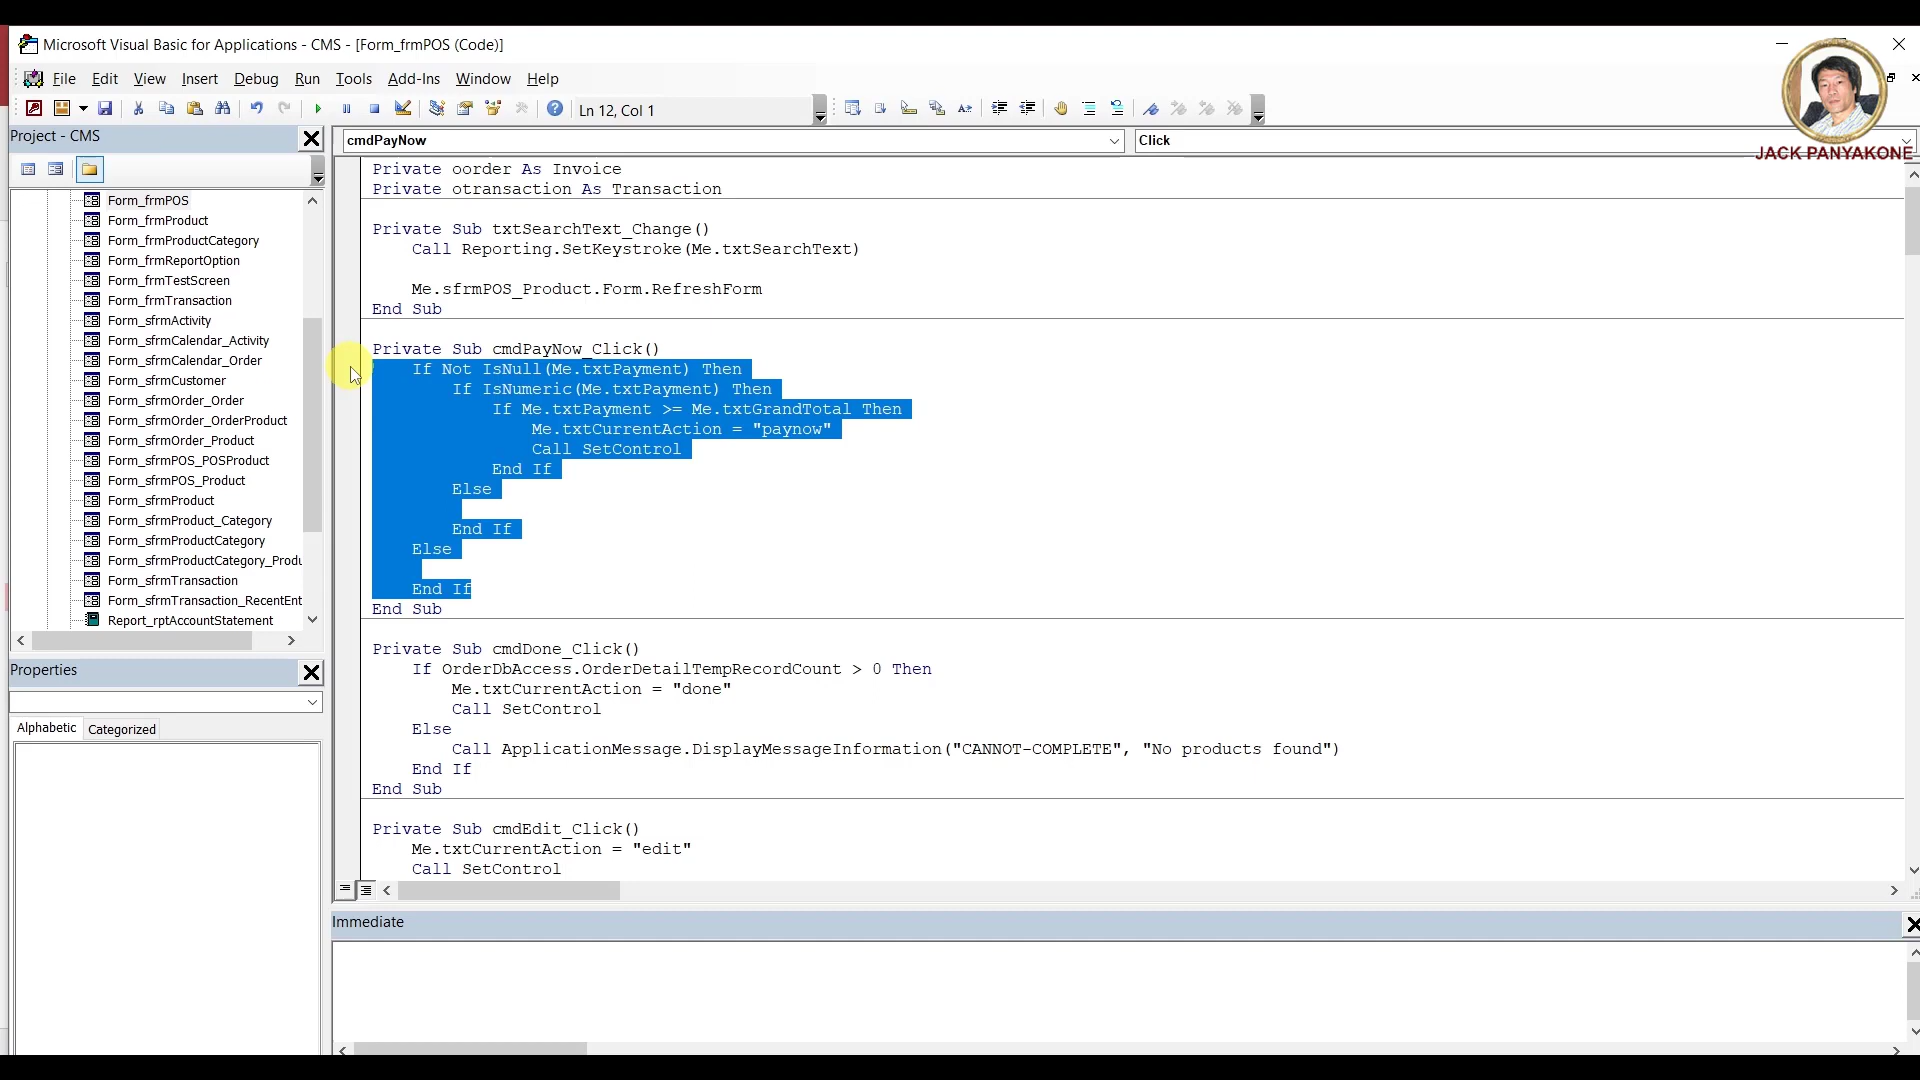 Microsoft Visual Basic for Applications - CMS - [Form_frmPOS (Code)]
File Edit View Insert Debug Run Tools Add-Ins Window Help
Ln 12, Col 1
JACK PANYAKONE
Project - CMS
Form_frmPOS
Form_frmProduct
Form_frmProductCategory
Form_frmReportOption
Form_frmTestScreen
Form_frmTransaction
Form_sfrmActivity
Form_sfrmCalendar_Activity
Form_sfrmCalendar_Order
Form_sfrmCustomer
Form_sfrmOrder_Order
Form_sfrmOrder_OrderProduct
Form_sfrmOrder_Product
Form_sfrmPOS_POSProduct
Form_sfrmPOS_Product
Form_sfrmProduct
Form_sfrmProduct_Category
Form_sfrmProductCategory
Form_sfrmProductCategory_Produ
Form_sfrmTransaction
Form_sfrmTransaction_RecentEnt
Report_rptAccountStatement
Properties
Alphabetic Categorized
cmdPayNow Click
Private oorder As Invoice
Private otransaction As Transaction
Private Sub txtSearchText_Change()
Call Reporting.SetKeystroke(Me.txtSearchText)
Me.sfrmPOS_Product.Form.RefreshForm
End Sub
Private Sub cmdPayNow_Click()
If Not IsNull(Me.txtPayment) Then
If IsNumeric(Me.txtPayment) Then
If Me.txtPayment >= Me.txtGrandTotal Then
Me.txtCurrentAction = "paynow"
Call SetControl
End If
Else
End If
Else
End If
End Sub
Private Sub cmdDone_Click()
If OrderDbAccess.OrderDetailTempRecordCount > 0 Then
Me.txtCurrentAction = "done"
Call SetControl
Else
Call ApplicationMessage.DisplayMessageInformation("CANNOT-COMPLETE", "No products found")
End If
End Sub
Private Sub cmdEdit_Click()
Me.txtCurrentAction = "edit"
Call SetControl
Immediate